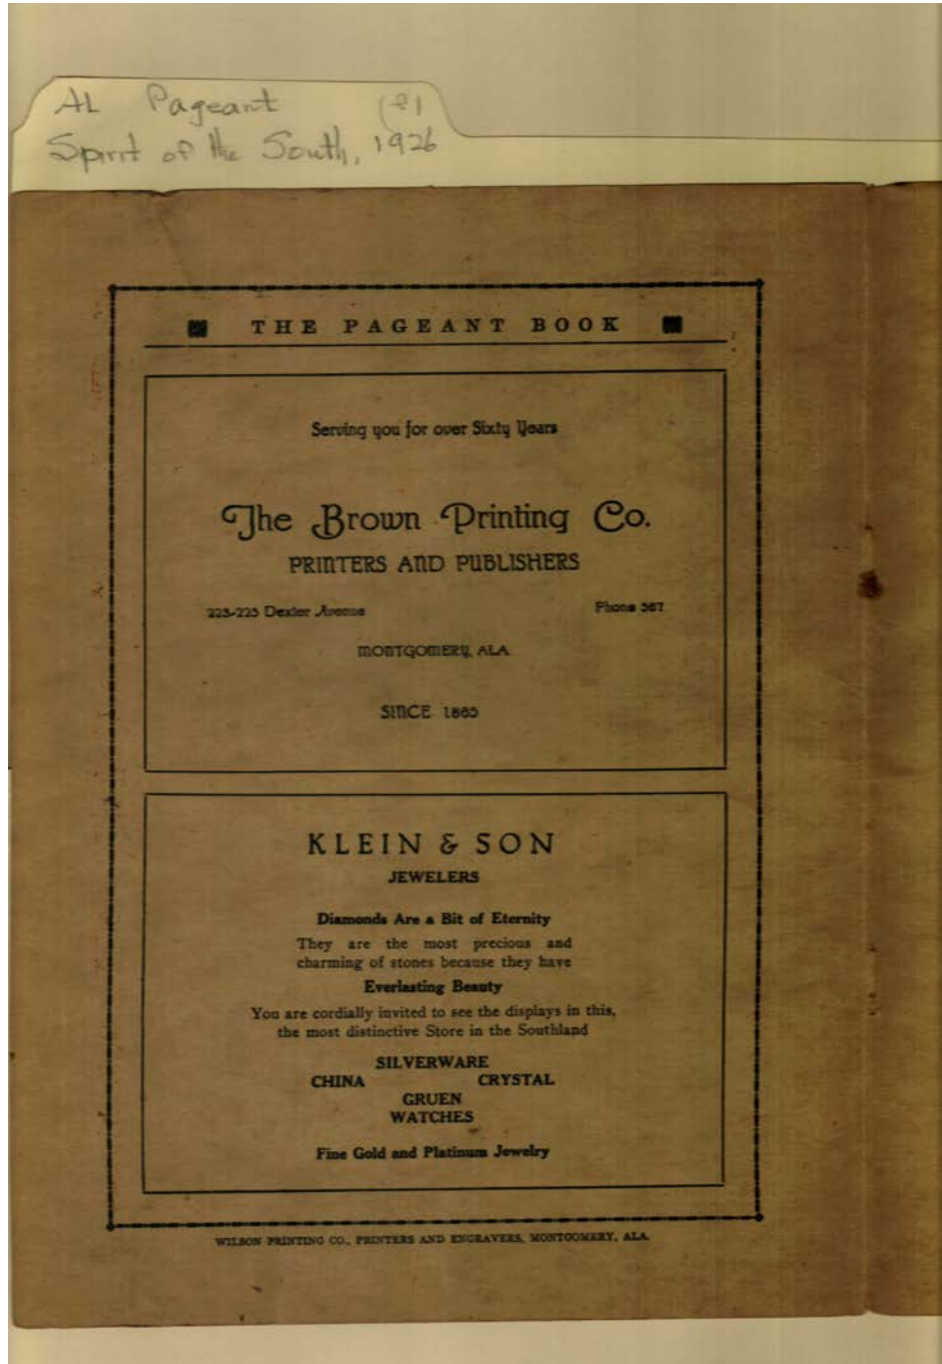 AL Pageant
Spirit of the South, 1926
THE PAGEANT BOOK
Serving you for over Sixty Years
The Brown Printing Co.
PRINTERS AND PUBLISHERS
223-225 Dexter Avenue Phone 567
MONTGOMERY, ALA
SINCE 1865
KLEIN & SON
JEWELERS
Diamonds Are a Bit of Eternity
They are the most precious and
charming of stones because they have
Everlasting Beauty
You are cordially invited to see the displays in this,
the most distinctive Store in the Southland
SILVERWARE
CHINA CRYSTAL
GRUEN
WATCHES
Fine Gold and Platinum Jewelry
WILSON PRINTING CO., PRINTERS AND ENGRAVERS, MONTGOMERY, ALA.